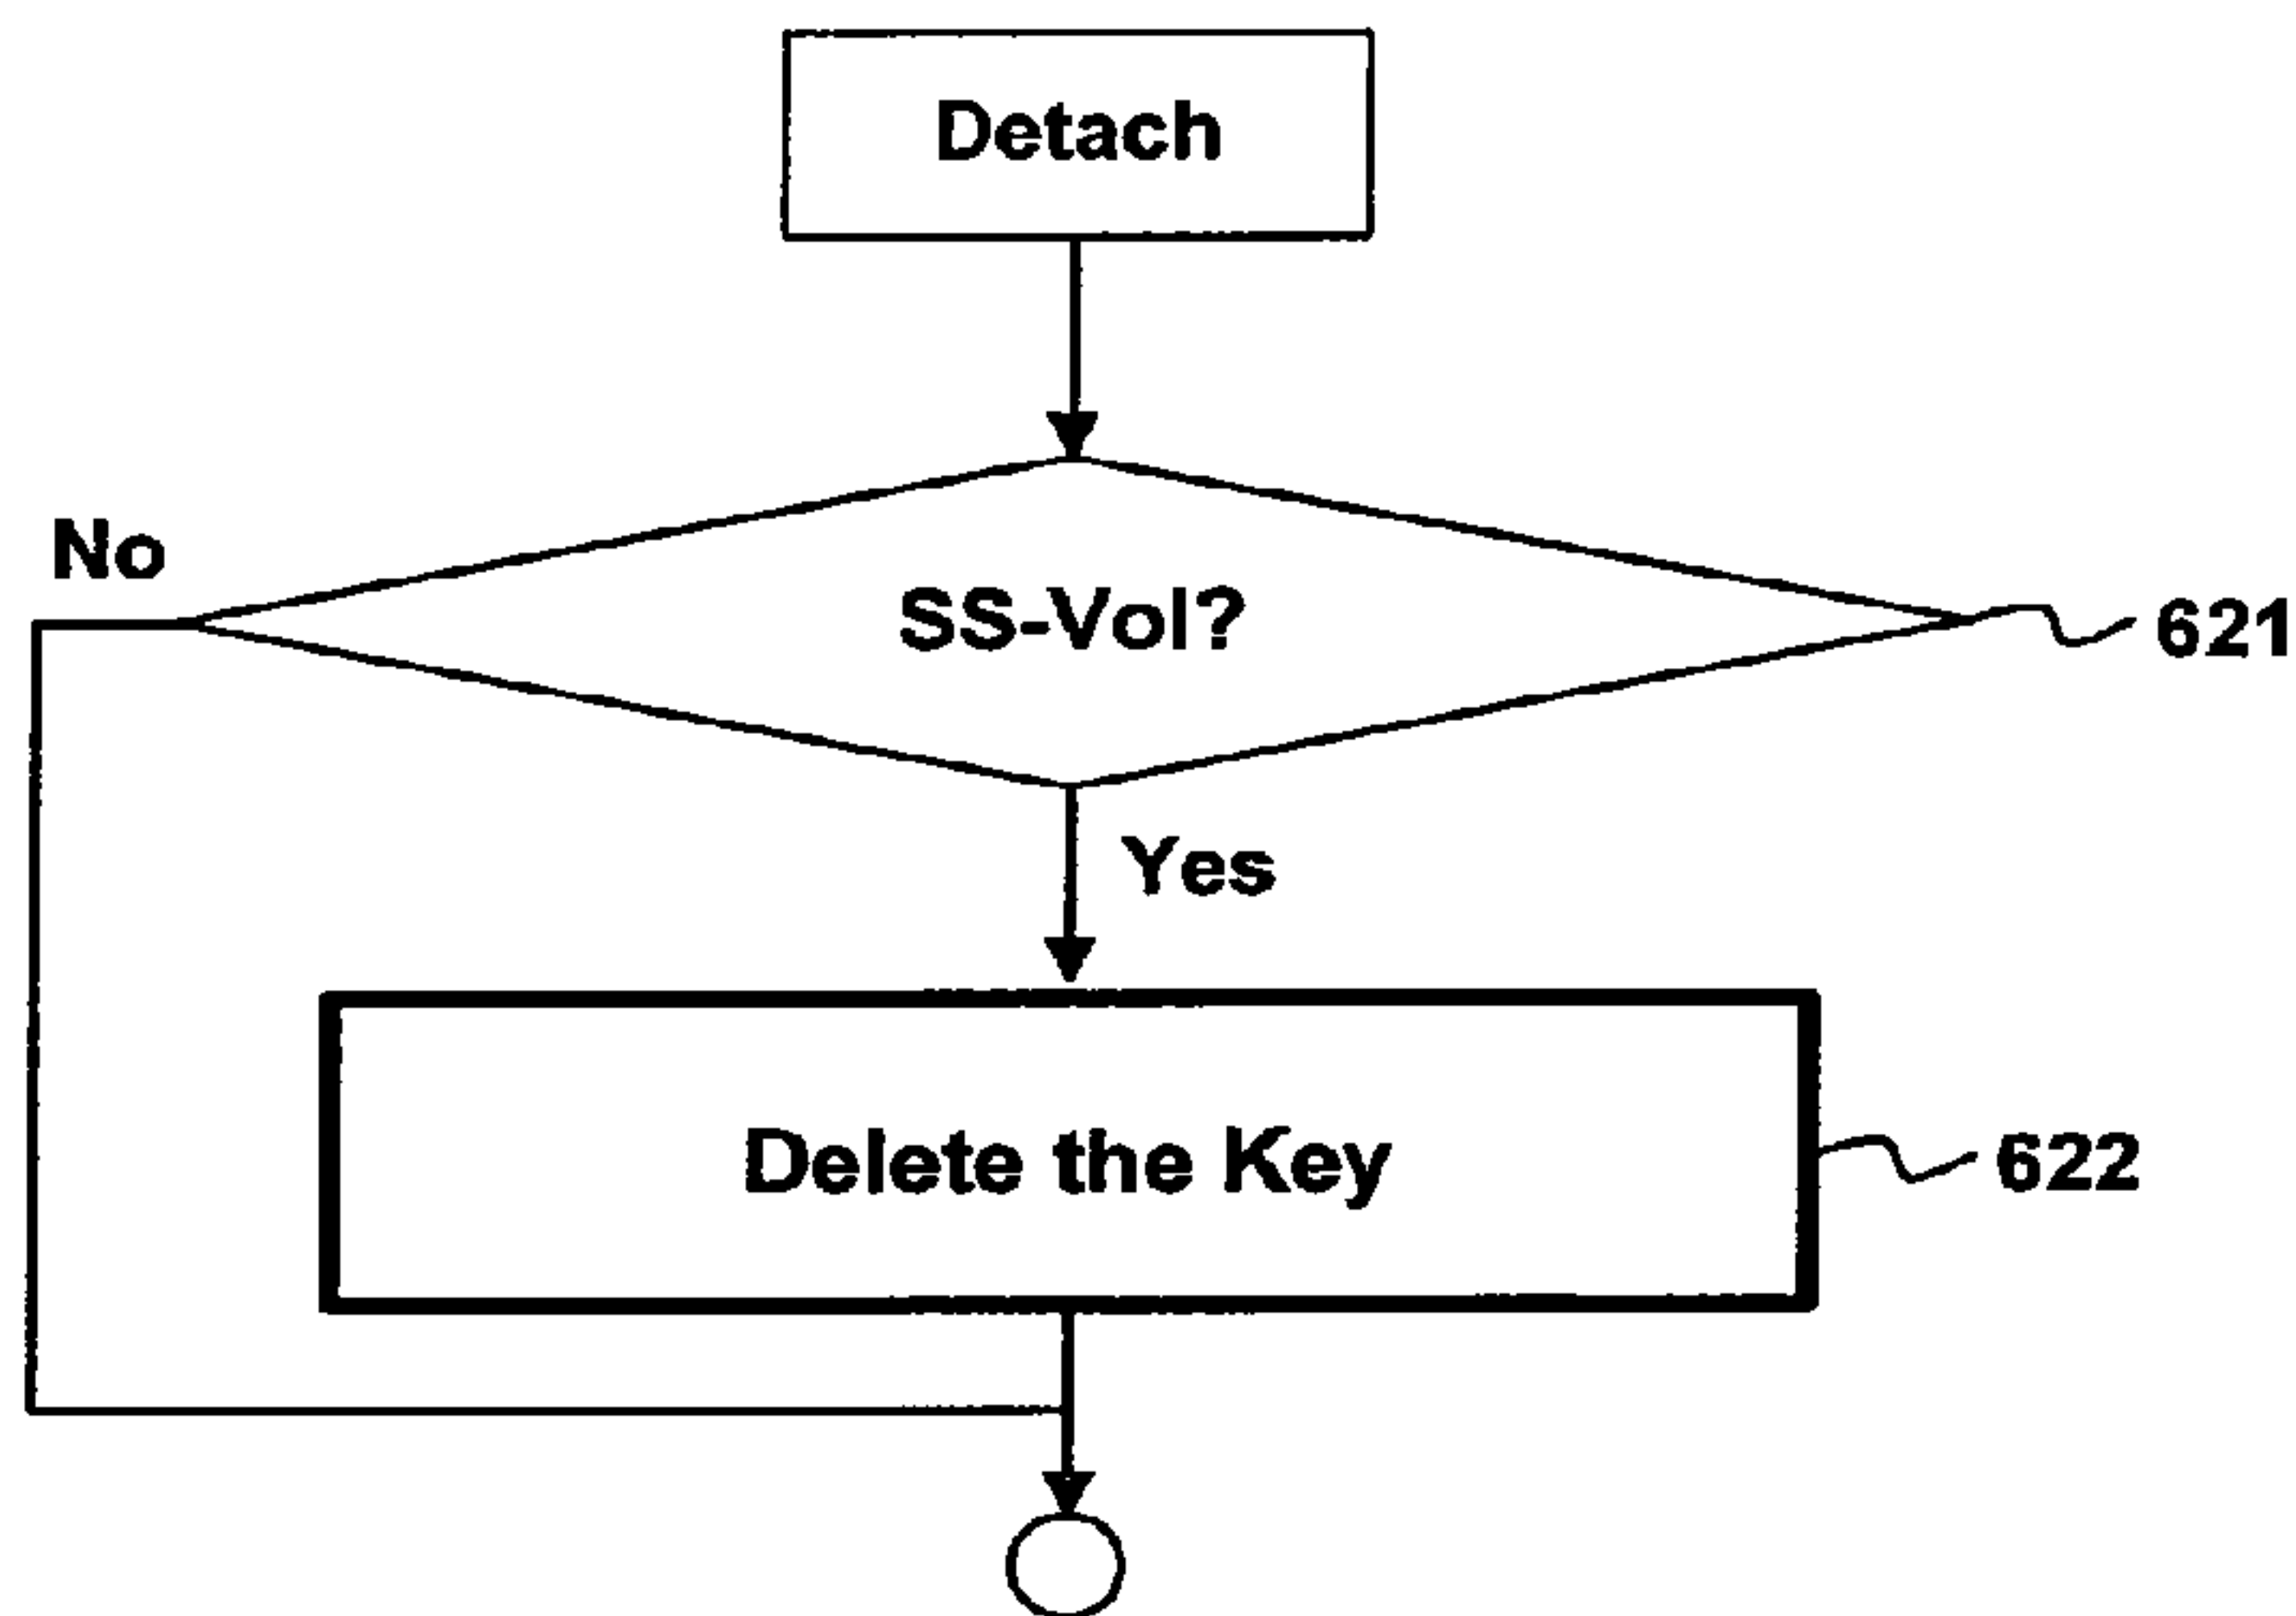 Detach
No
SS-Vol?
621
Yes
Delete the Key
622